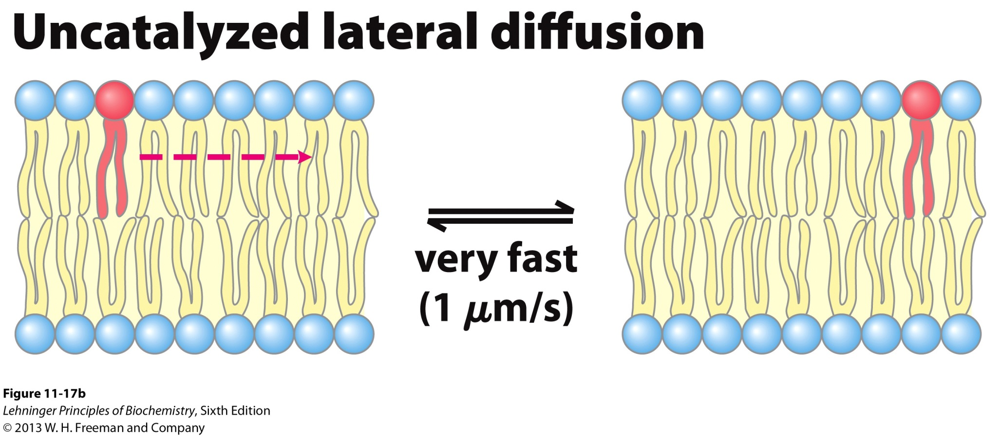 Uncatalyzed lateral diffusion
very fast
(1 μm/s)
Figure 11-17b
Lehninger Principles of Biochemistry, Sixth Edition
© 2013 W. H. Freeman and Company